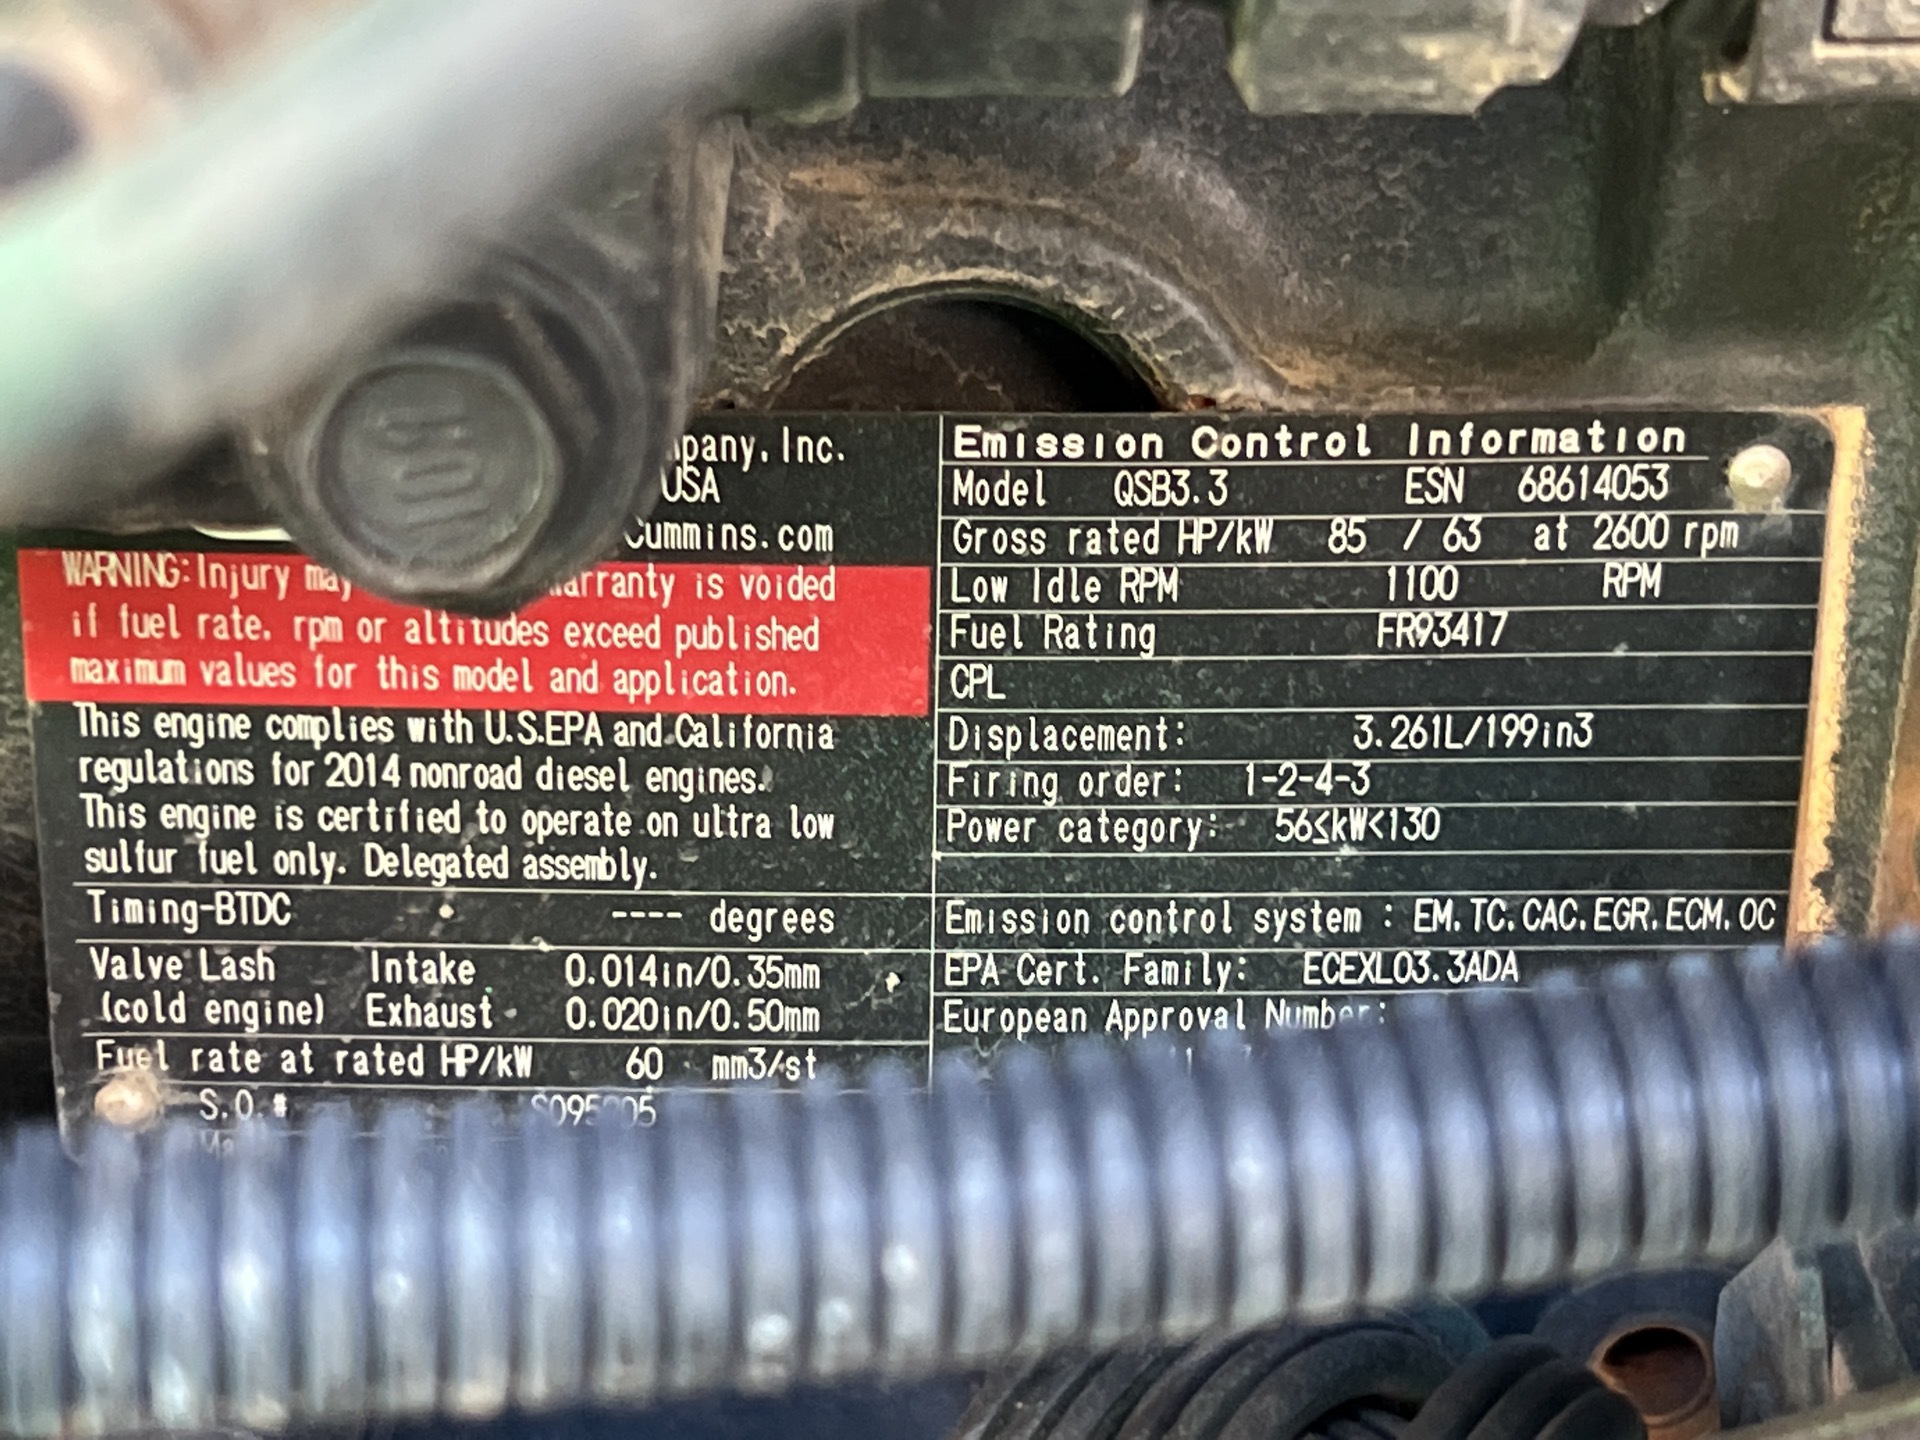 pany, Inc.
USA
Cummins.com
WARNING: Injury may arranty is voided
if fuel rate. rpm or altitudes exceed published
maximum values for this model and application.
This engine complies with U.S.EPA and California
regulations for 2014 nonroad diesel engines.
This engine is certified to operate on ultra low
sulfur fuel only. Delegated assembly.
Timing-BTDC ---- degrees
Valve Lash Intake 0.014in/0.35mm
(cold engine) Exhaust 0.020in/0.50mm
Fuel rate at rated HP/kW 60 mm3/st
S.O.#
Emission Control Information
Model QSB3.3 ESN 68614053
Gross rated HP/kW 85 / 63 at 2600 rpm
Low Idle RPM 1100 RPM
Fuel Rating FR93417
CPL
Displacement: 3.261L/199in3
Firing order: 1-2-4-3
Power category: 56≤kW<130
Emission control system : EM. TC. CAC. EGR. ECM. OC
EPA Cert. Family: ECEXL03.3ADA
European Approval Number: